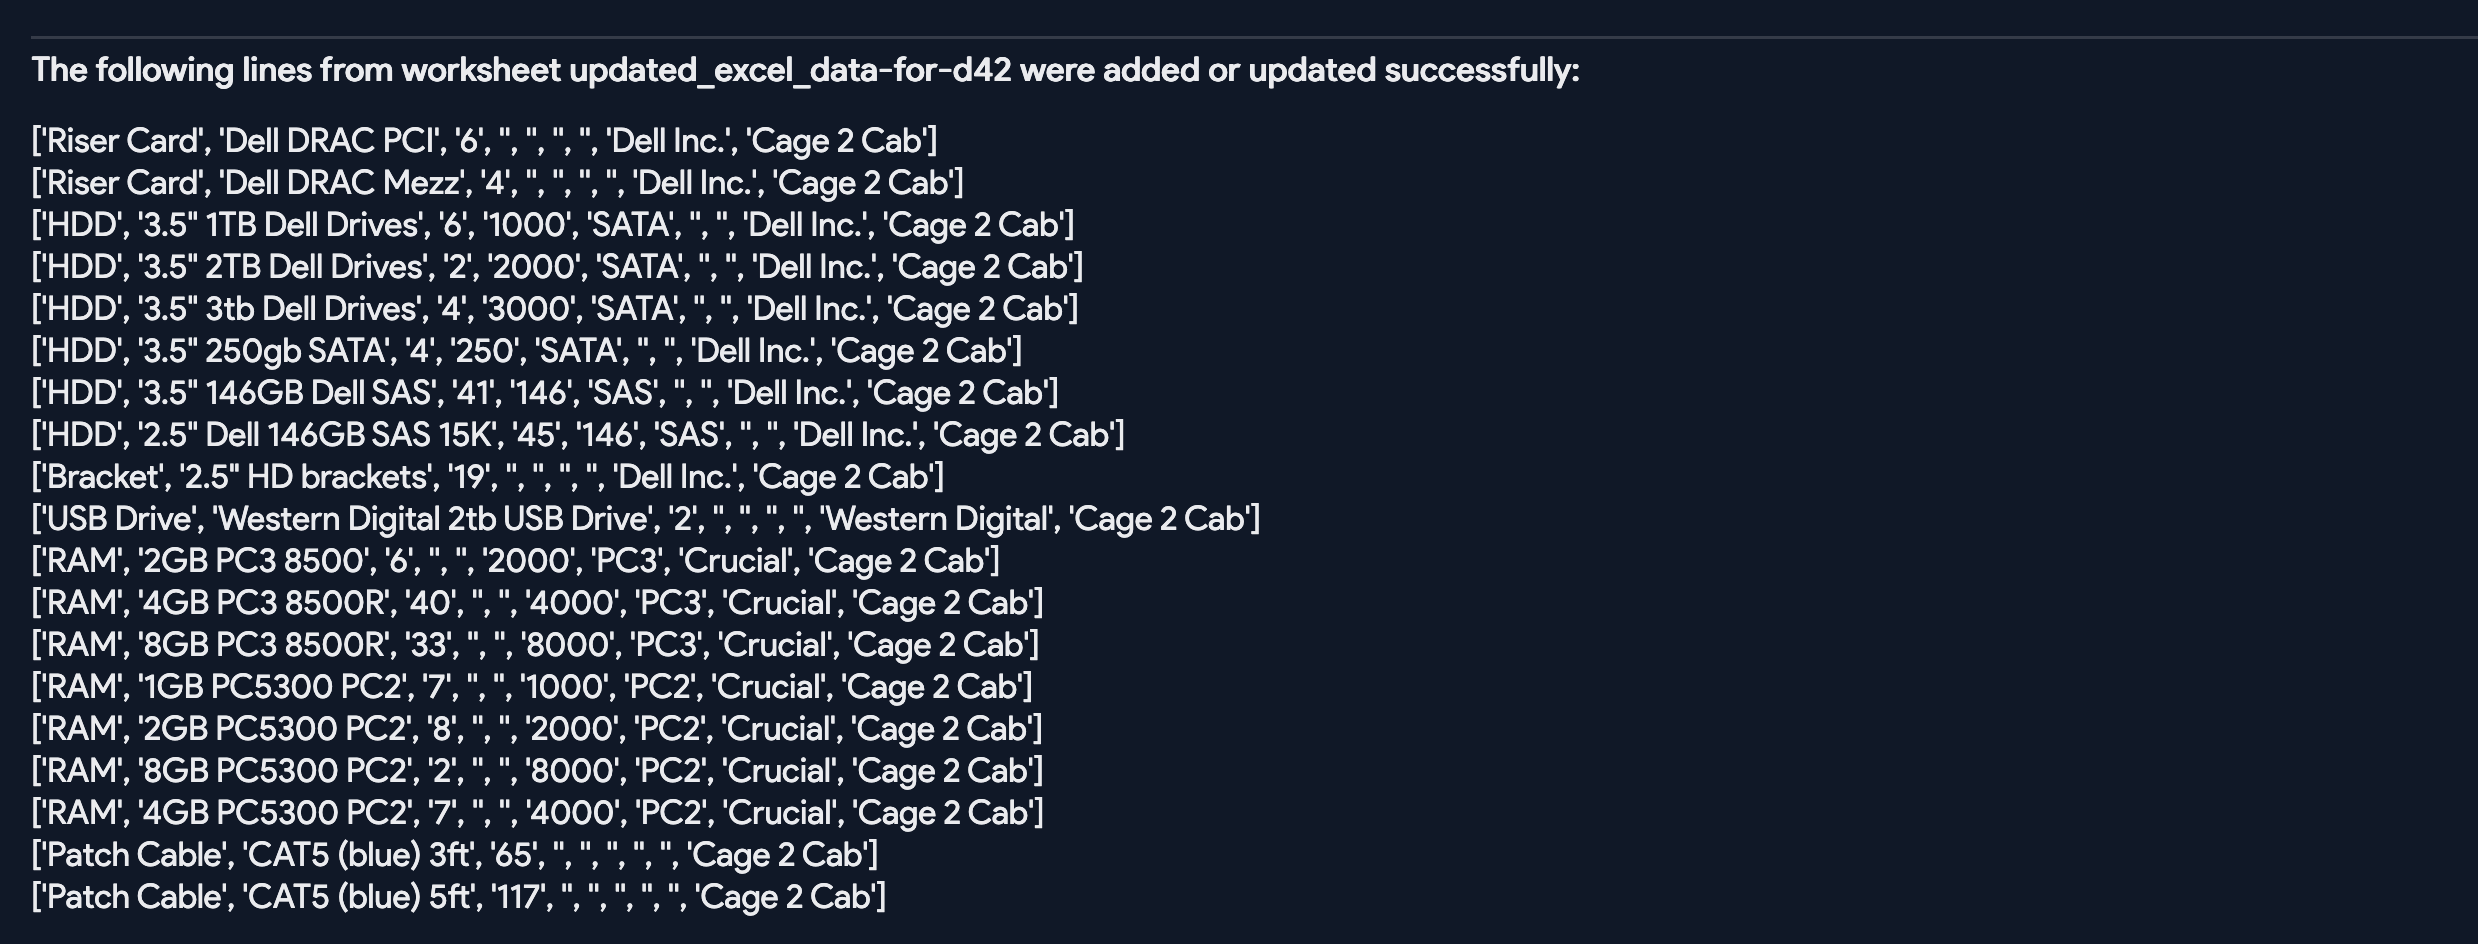 The following lines from worksheet updated_excel_data-for-d42 were added or updated successfully:
['Riser Card', 'Dell DRAC PCI', '6', '', '', '', '', 'Dell Inc.', 'Cage 2 Cab']
['Riser Card', 'Dell DRAC Mezz', '4', '', '', '', '', 'Dell Inc.', 'Cage 2 Cab']
['HDD', '3.5" 1TB Dell Drives', '6', '1000', 'SATA', '', '', 'Dell Inc.', 'Cage 2 Cab']
['HDD', '3.5" 2TB Dell Drives', '2', '2000', 'SATA', '', '', 'Dell Inc.', 'Cage 2 Cab']
['HDD', '3.5" 3tb Dell Drives', '4', '3000', 'SATA', '', '', 'Dell Inc.', 'Cage 2 Cab']
['HDD', '3.5" 250gb SATA', '4', '250', 'SATA', '', '', 'Dell Inc.', 'Cage 2 Cab']
['HDD', '3.5" 146GB Dell SAS', '41', '146', 'SAS', '', '', 'Dell Inc.', 'Cage 2 Cab']
['HDD', '2.5" Dell 146GB SAS 15K', '45', '146', 'SAS', '', '', 'Dell Inc.', 'Cage 2 Cab']
['Bracket', '2.5" HD brackets', '19', '', '', '', '', 'Dell Inc.', 'Cage 2 Cab']
['USB Drive', 'Western Digital 2tb USB Drive', '2', '', '', '', '', 'Western Digital', 'Cage 2 Cab']
['RAM', '2GB PC3 8500', '6', '', '', '2000', 'PC3', 'Crucial', 'Cage 2 Cab']
['RAM', '4GB PC3 8500R', '40', '', '', '4000', 'PC3', 'Crucial', 'Cage 2 Cab']
['RAM', '8GB PC3 8500R', '33', '', '', '8000', 'PC3', 'Crucial', 'Cage 2 Cab']
['RAM', '1GB PC5300 PC2', '7', '', '', '1000', 'PC2', 'Crucial', 'Cage 2 Cab']
['RAM', '2GB PC5300 PC2', '8', '', '', '2000', 'PC2', 'Crucial', 'Cage 2 Cab']
['RAM', '8GB PC5300 PC2', '2', '', '', '8000', 'PC2', 'Crucial', 'Cage 2 Cab']
['RAM', '4GB PC5300 PC2', '7', '', '', '4000', 'PC2', 'Crucial', 'Cage 2 Cab']
['Patch Cable', 'CAT5 (blue) 3ft', '65', '', '', '', '', '', 'Cage 2 Cab']
['Patch Cable', 'CAT5 (blue) 5ft', '117', '', '', '', '', '', 'Cage 2 Cab']